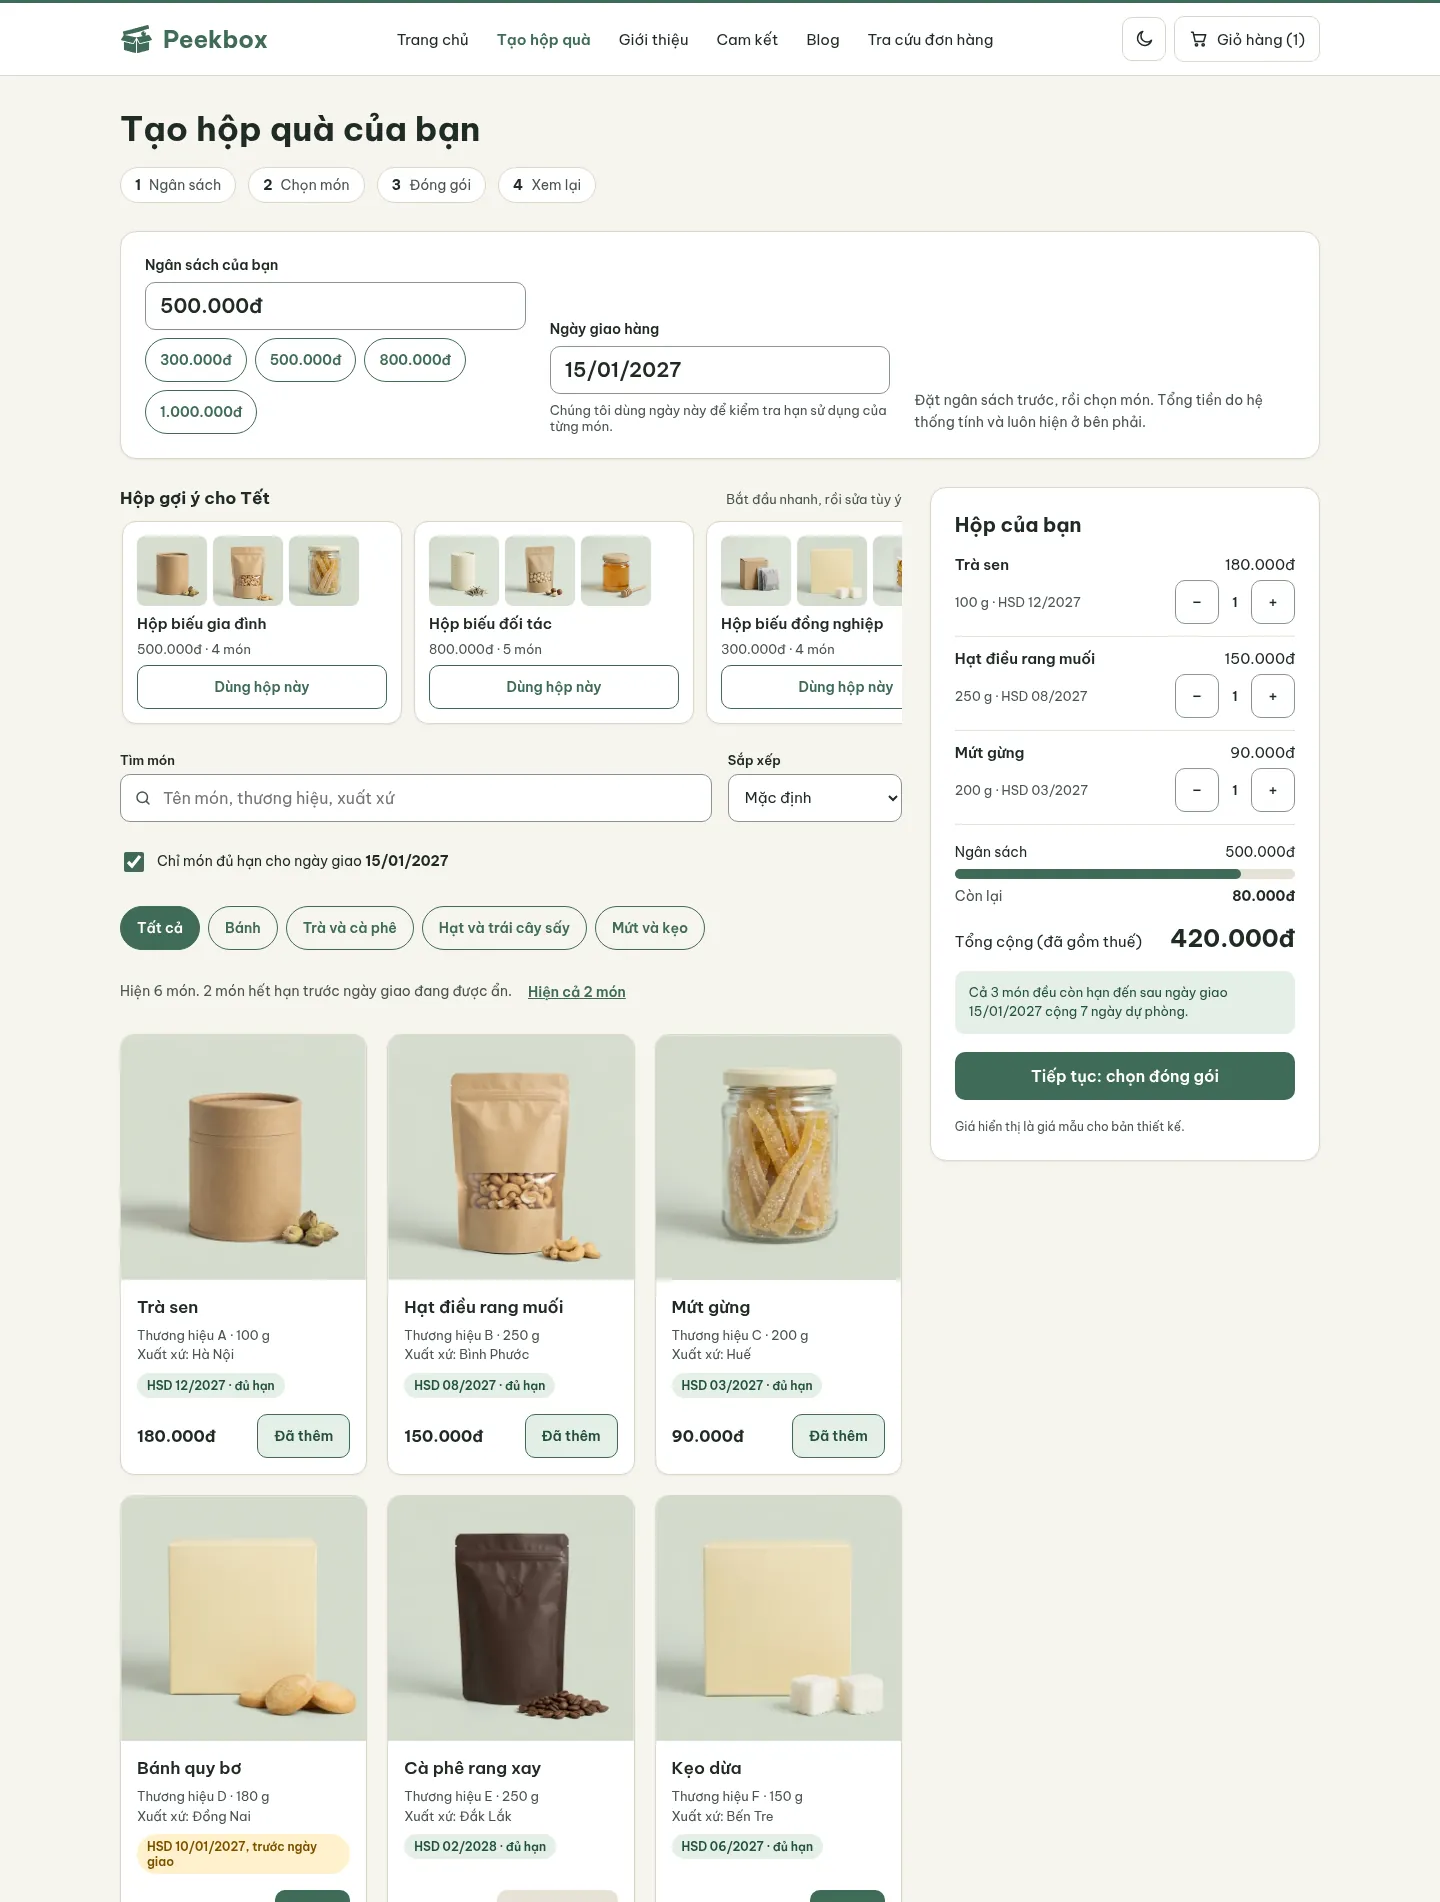 Peekbox
Trang chủ
Tạo hộp quà
Giới thiệu
Cam kết
Blog
Tra cứu đơn hàng
Giỏ hàng (1)
Tạo hộp quà của bạn
1 Ngân sách
2 Chọn món
3 Đóng gói
4 Xem lại
Ngân sách của bạn
500.000đ
300.000đ
500.000đ
800.000đ
1.000.000đ
Ngày giao hàng
15/01/2027
Chúng tôi dùng ngày này để kiểm tra hạn sử dụng của
từng món.
Đặt ngân sách trước, rồi chọn món. Tổng tiền do hệ
thống tính và luôn hiện ở bên phải.
Hộp gợi ý cho Tết
Bắt đầu nhanh, rồi sửa tùy ý
Hộp biếu gia đình
500.000đ · 4 món
Dùng hộp này
Hộp biếu đối tác
800.000đ · 5 món
Dùng hộp này
Hộp biếu đồng nghiệp
300.000đ · 4 món
Dùng hộp này
Tìm món
Tên món, thương hiệu, xuất xứ
Sắp xếp
Mặc định
Chỉ món đủ hạn cho ngày giao 15/01/2027
Tất cả
Bánh
Trà và cà phê
Hạt và trái cây sấy
Mứt và kẹo
Hiện 6 món. 2 món hết hạn trước ngày giao đang được ẩn.
Hiện cả 2 món
Trà sen
Thương hiệu A · 100 g
Xuất xứ: Hà Nội
HSD 12/2027 · đủ hạn
180.000đ
Đã thêm
Hạt điều rang muối
Thương hiệu B · 250 g
Xuất xứ: Bình Phước
HSD 08/2027 · đủ hạn
150.000đ
Đã thêm
Mứt gừng
Thương hiệu C · 200 g
Xuất xứ: Huế
HSD 03/2027 · đủ hạn
90.000đ
Đã thêm
Bánh quy bơ
Thương hiệu D · 180 g
Xuất xứ: Đồng Nai
HSD 10/01/2027, trước ngày
giao
Cà phê rang xay
Thương hiệu E · 250 g
Xuất xứ: Đắk Lắk
HSD 02/2028 · đủ hạn
Kẹo dừa
Thương hiệu F · 150 g
Xuất xứ: Bến Tre
HSD 06/2027 · đủ hạn
Hộp của bạn
Trà sen
180.000đ
100 g · HSD 12/2027
− 1 +
Hạt điều rang muối
150.000đ
250 g · HSD 08/2027
− 1 +
Mứt gừng
90.000đ
200 g · HSD 03/2027
− 1 +
Ngân sách
500.000đ
Còn lại
80.000đ
Tổng cộng (đã gồm thuế)
420.000đ
Cả 3 món đều còn hạn đến sau ngày giao
15/01/2027 cộng 7 ngày dự phòng.
Tiếp tục: chọn đóng gói
Giá hiển thị là giá mẫu cho bản thiết kế.